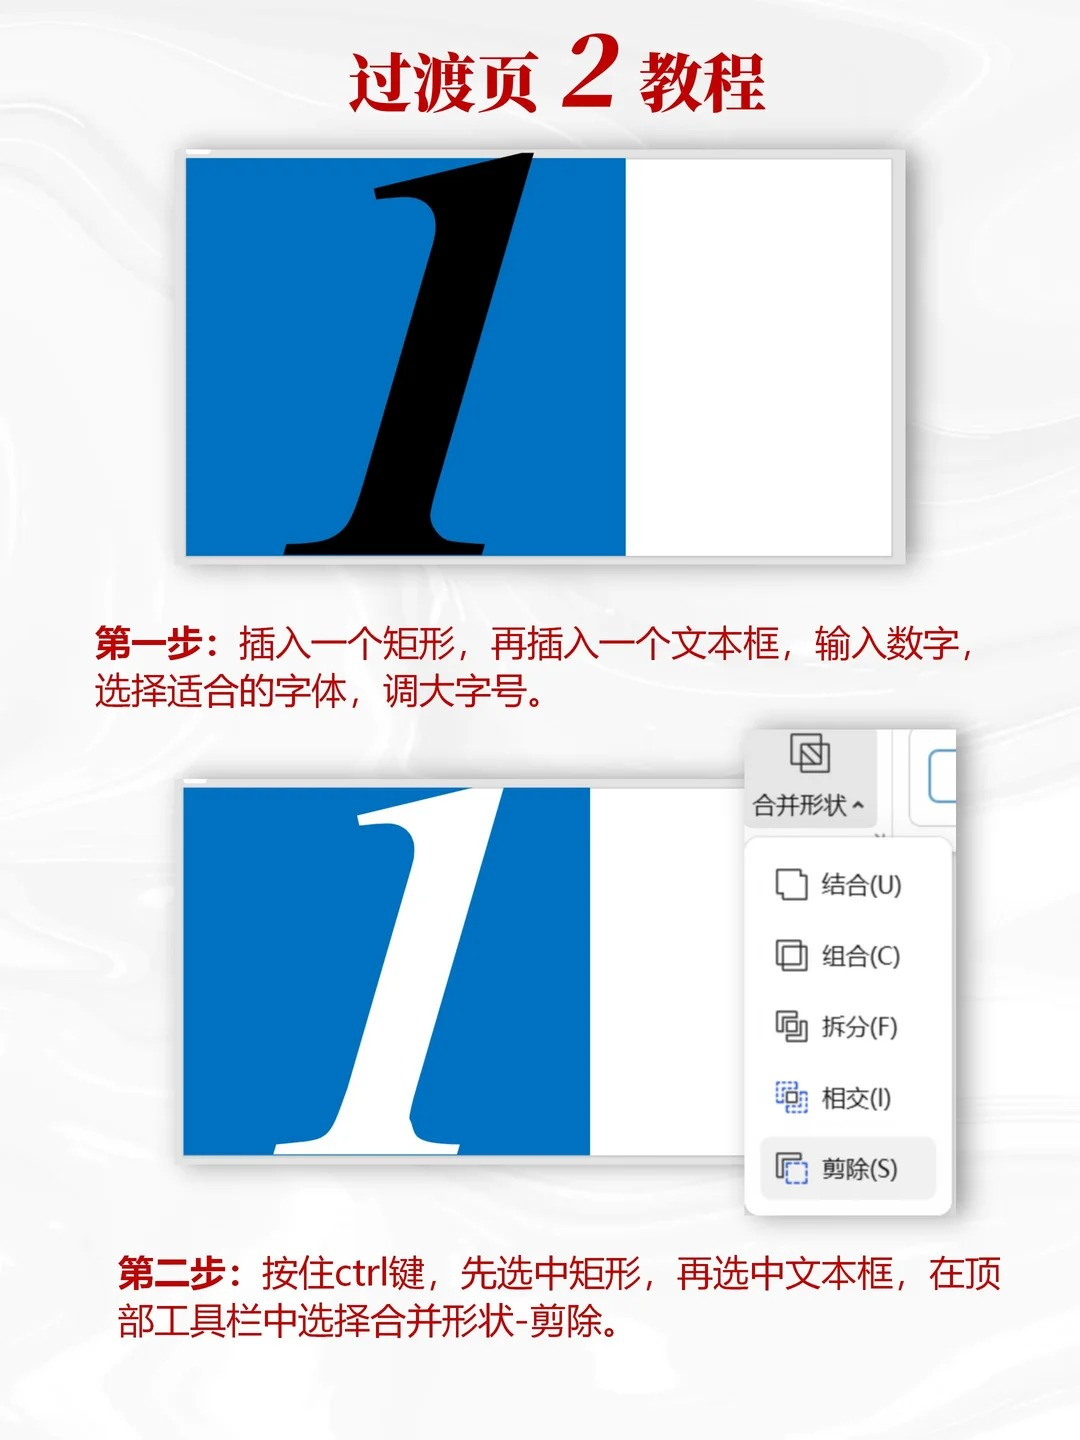 过渡页 2 教程
1
第一步：插入一个矩形，再插入一个文本框，输入数字，
选择适合的字体，调大字号。
1
合并形状
结合(U)
组合(C)
拆分(F)
相交(I)
剪除(S)
第二步：按住ctrl键，先选中矩形，再选中文本框，在顶
部工具栏中选择合并形状-剪除。